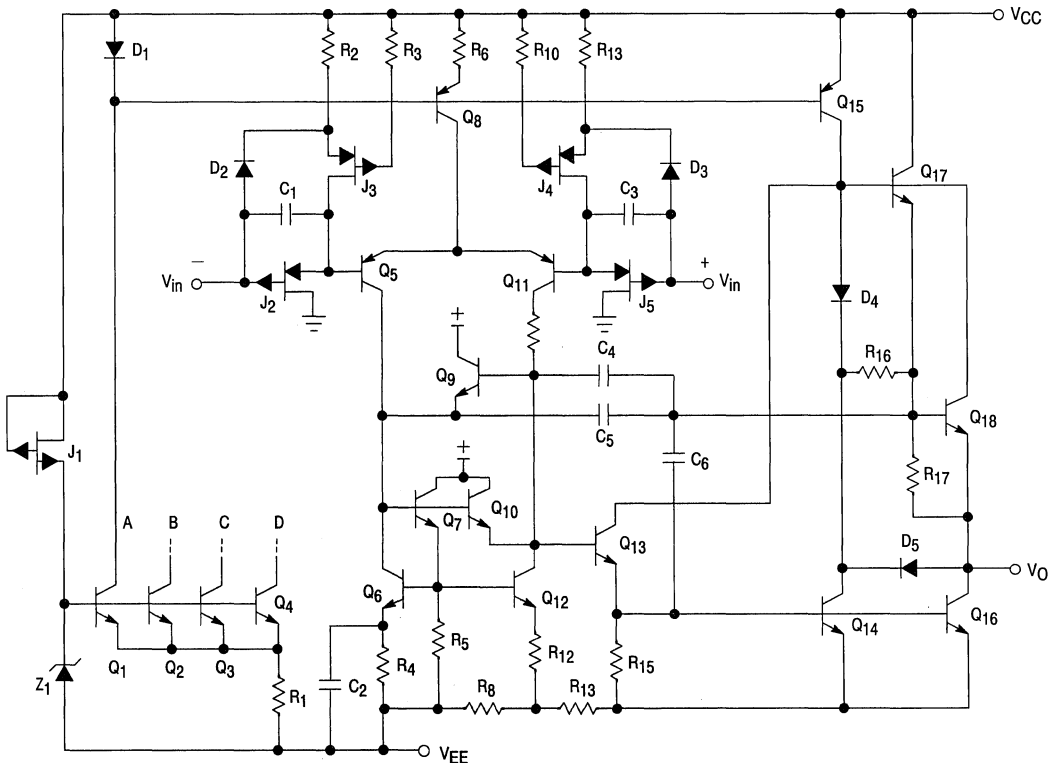 VCC
D1
R2
R3
R6
R10
R13
Q8
Q15
D2
J3
J4
D3
Q17
C1
C3
−
Vin
J2
Q5
Q11
J5
+
Vin
D4
+
Q9
C4
R16
C5
Q18
J1
C6
R17
+
A
B
C
D
Q7
Q10
Q13
D5
VO
Q6
Q12
Q4
Q14
Q16
Z1
Q1
Q2
Q3
R1
C2
R4
R5
R12
R15
R8
R13
VEE